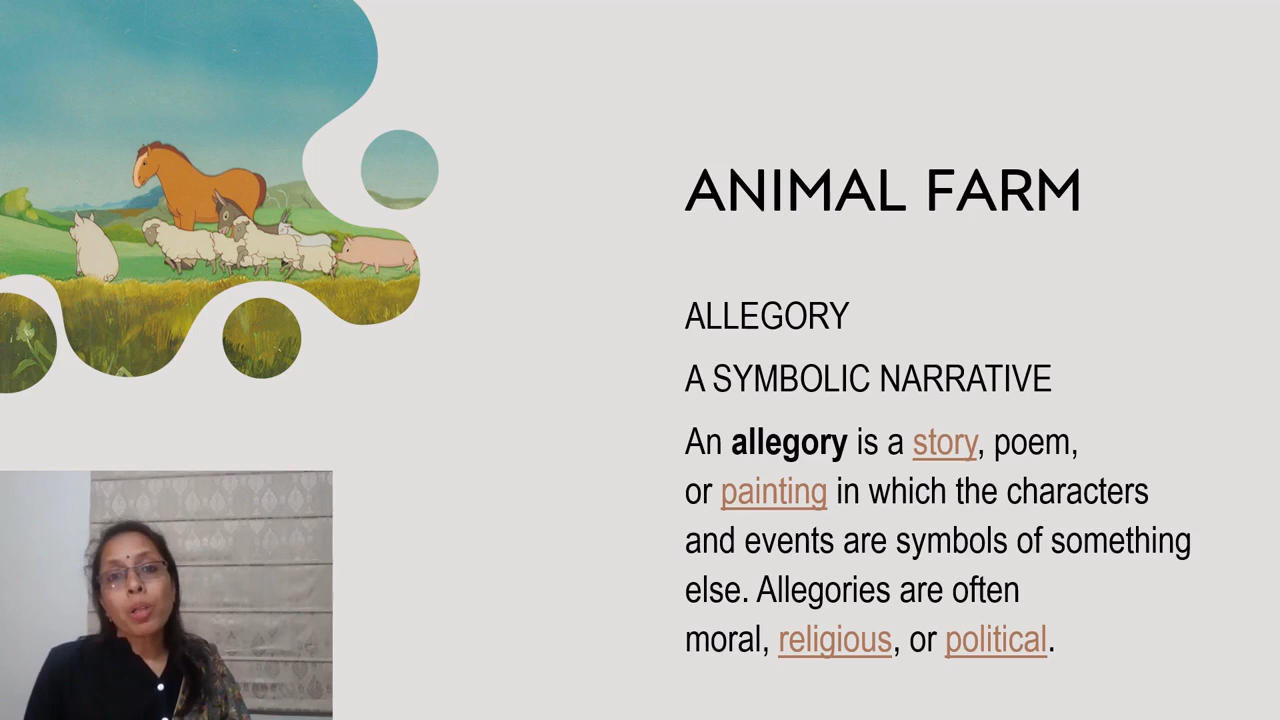 ANIMAL FARM
ALLEGORY
A SYMBOLIC NARRATIVE
An allegory is a story, poem,
or painting in which the characters
and events are symbols of something
else. Allegories are often
moral, religious, or political.